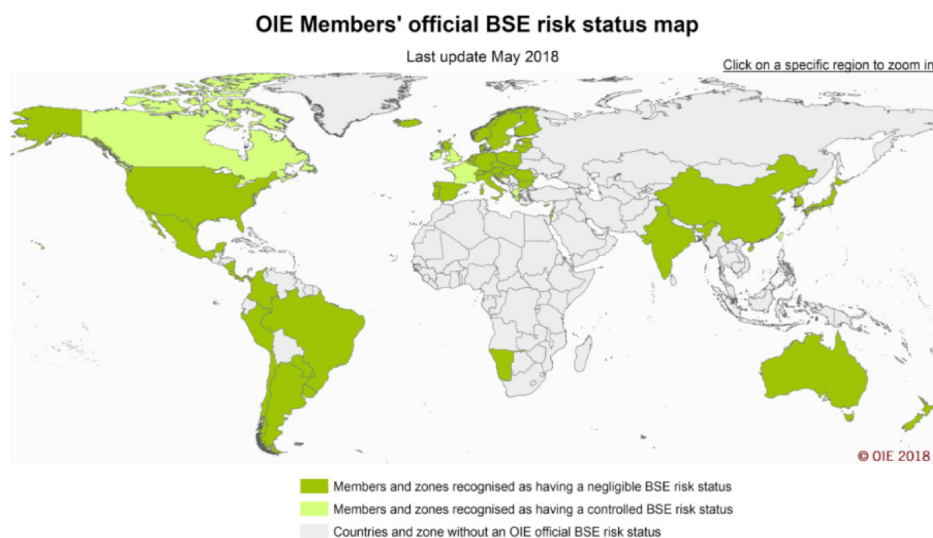 OIE Members' official BSE risk status map
Last update May 2018
Click on a specific region to zoom in
© OIE 2018
Members and zones recognised as having a negligible BSE risk status
Members and zones recognised as having a controlled BSE risk status
Countries and zone without an OIE official BSE risk status